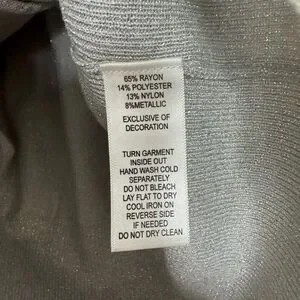 65% RAYON
14% POLYESTER
13% NYLON
8%METALLIC
EXCLUSIVE OF
DECORATION
TURN GARMENT
INSIDE OUT
HAND WASH COLD
SEPARATELY
DO NOT BLEACH
LAY FLAT TO DRY
COOL IRON ON
REVERSE SIDE
IF NEEDED
DO NOT DRY CLEAN